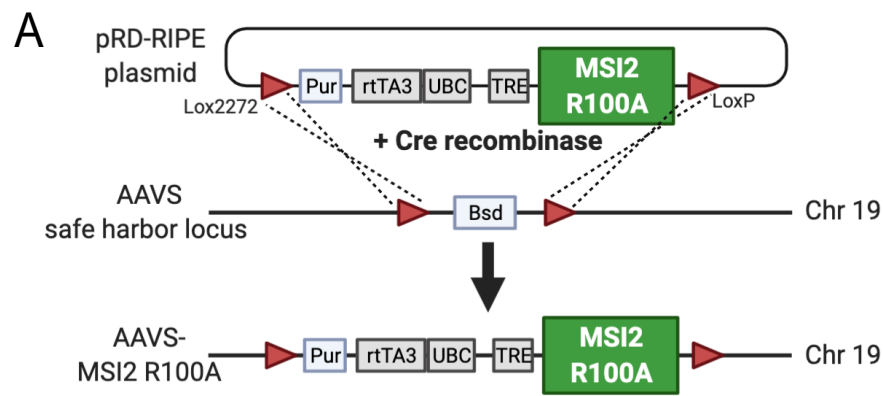 A
pRD-RIPE
plasmid
Pur rtTA3 UBC TRE MSI2
R100A
Lox2272
LoxP
+ Cre recombinase
AAVS
safe harbor locus
Bsd
Chr 19
AAVS-
MSI2 R100A
Pur rtTA3 UBC TRE MSI2
R100A
Chr 19